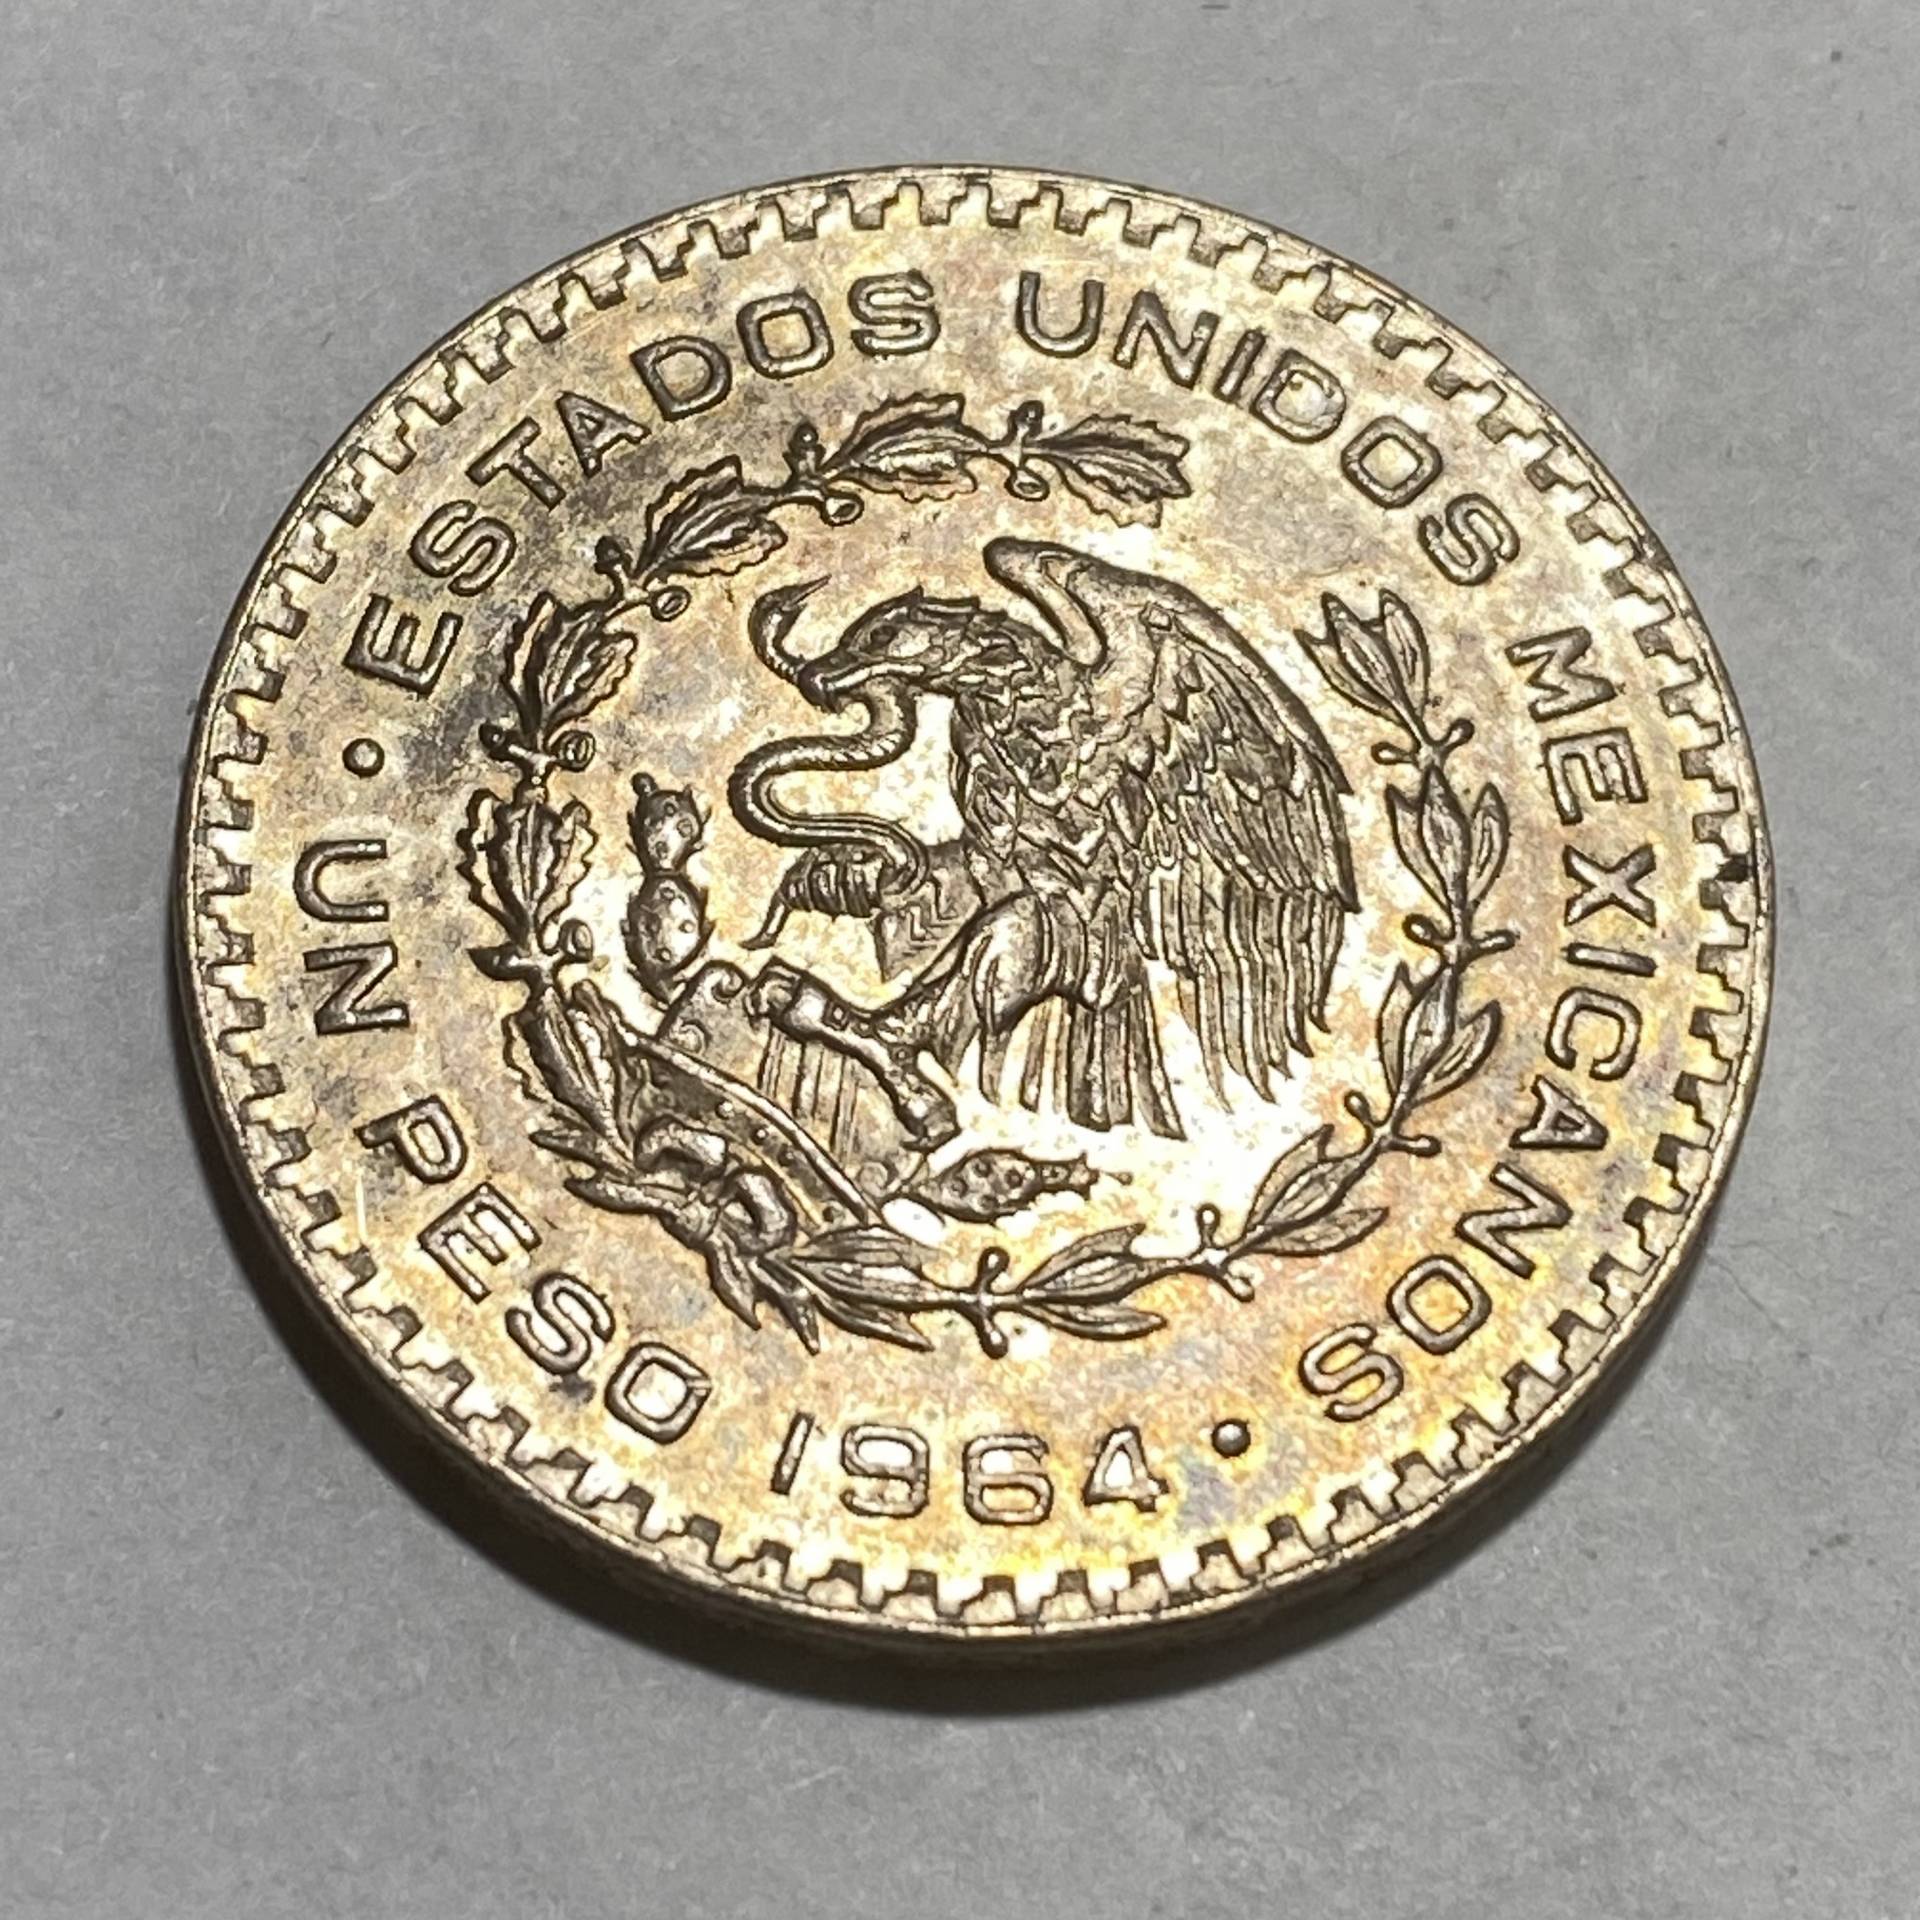 · ESTADOS UNIDOS MEXICANOS ·
UN PESO 1964